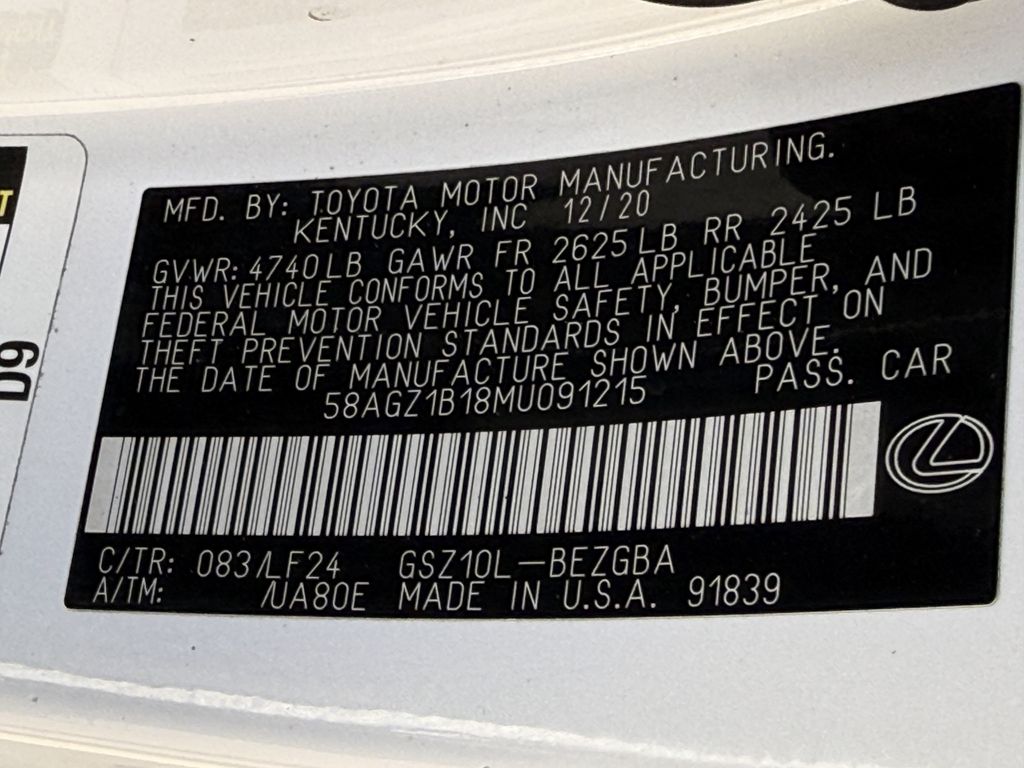 MFD. BY: TOYOTA MOTOR MANUFACTURING.
KENTUCKY, INC 12/20
GVWR: 4740LB GAWR FR 2625LB RR 2425 LB
THIS VEHICLE CONFORMS TO ALL APPLICABLE
FEDERAL MOTOR VEHICLE SAFETY, BUMPER, AND
THEFT PREVENTION STANDARDS IN EFFECT ON
THE DATE OF MANUFACTURE SHOWN ABOVE.
58AGZ1B18MU091215 PASS. CAR
C/TR: 083/LF24 GSZ10L-BEZGBA
A/TM: /UA80E MADE IN U.S.A. 91839
D9